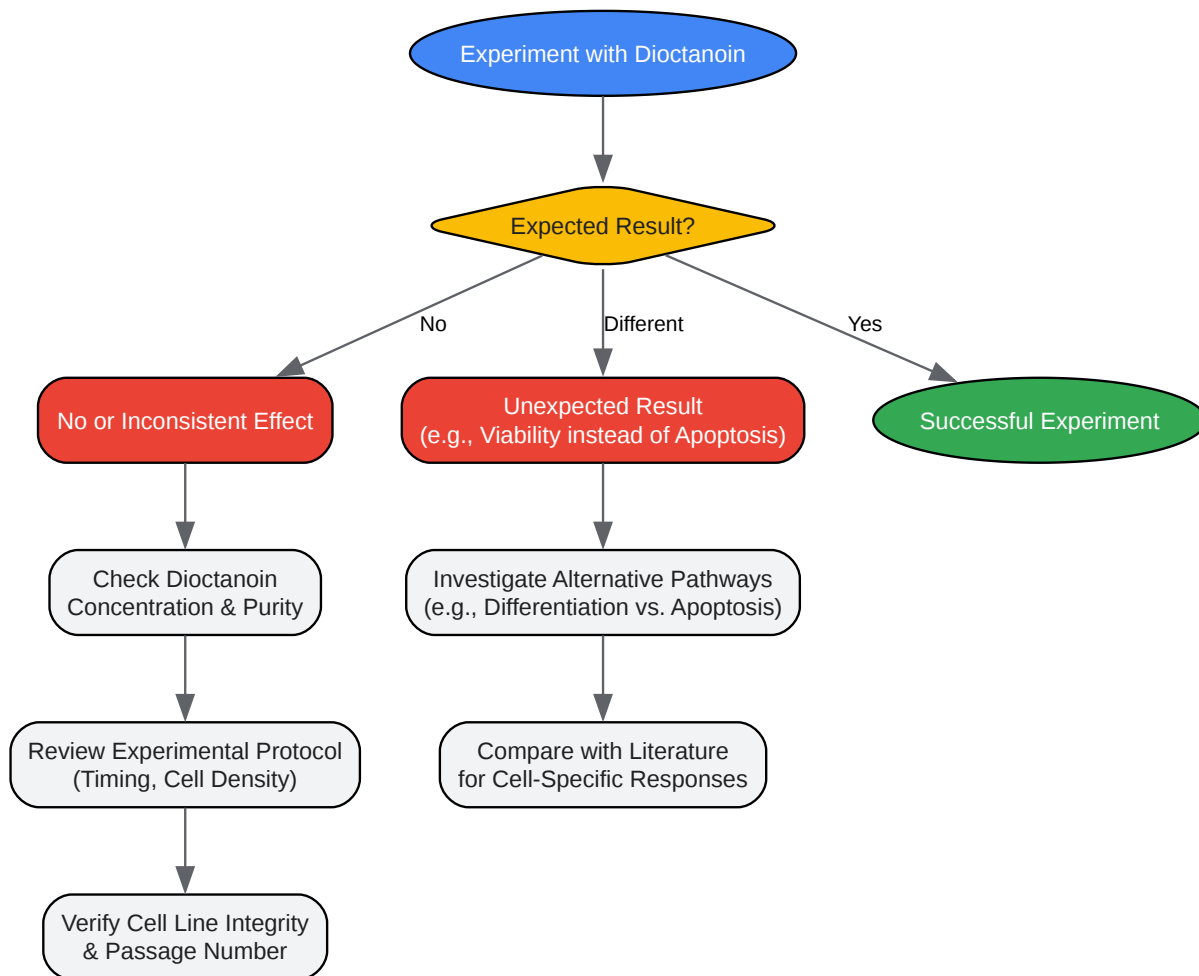 Experiment with Dioctanoin
Expected Result?
No
Different
Yes
No or Inconsistent Effect
Unexpected Result
(e.g., Viability instead of Apoptosis)
Successful Experiment
Check Dioctanoin
Concentration & Purity
Investigate Alternative Pathways
(e.g., Differentiation vs. Apoptosis)
Review Experimental Protocol
(Timing, Cell Density)
Compare with Literature
for Cell-Specific Responses
Verify Cell Line Integrity
& Passage Number